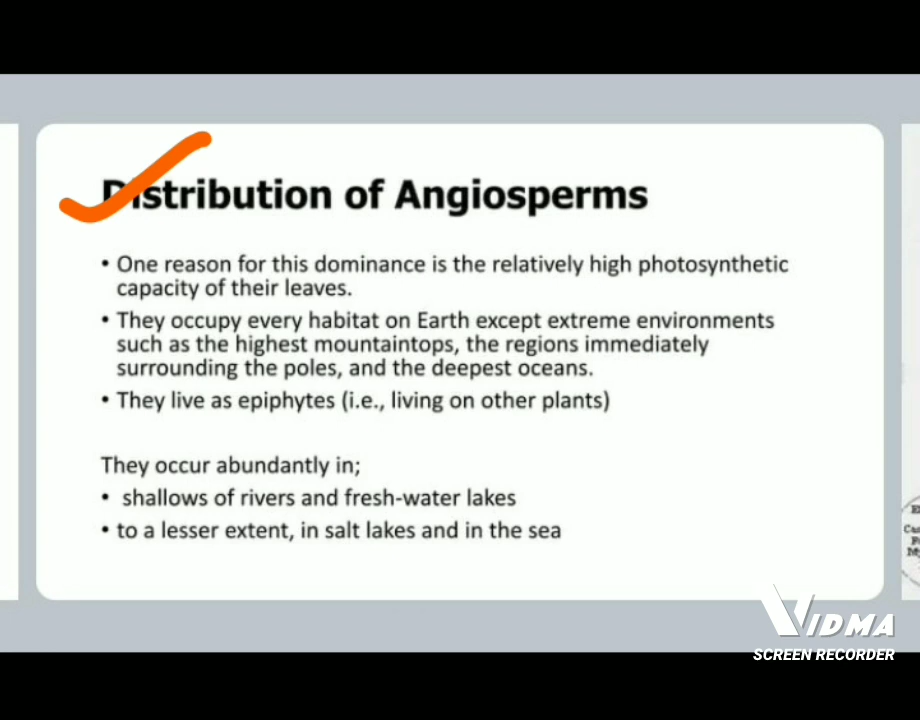 Distribution of Angiosperms
• One reason for this dominance is the relatively high photosynthetic
capacity of their leaves.
• They occupy every habitat on Earth except extreme environments
such as the highest mountaintops, the regions immediately
surrounding the poles, and the deepest oceans.
• They live as epiphytes (i.e., living on other plants)
They occur abundantly in;
• shallows of rivers and fresh-water lakes
• to a lesser extent, in salt lakes and in the sea
VIDMA
SCREEN RECORDER